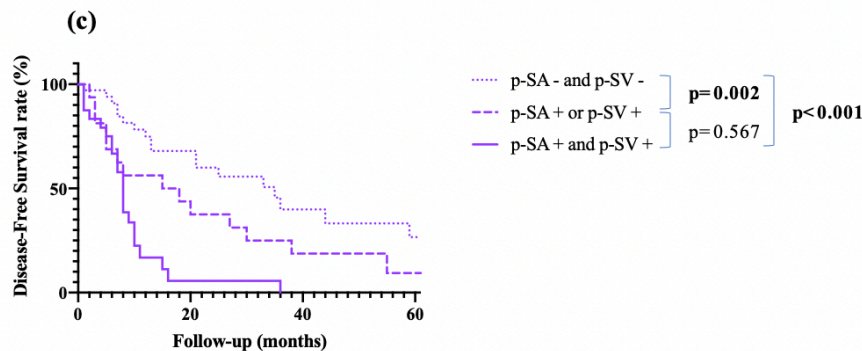 (c)
Disease-Free Survival rate (%)
100
50
0
0 20 40 60
Follow-up (months)
p-SA - and p-SV -
p-SA + or p-SV +
p-SA + and p-SV +
p=0.002
p=0.567
p<0.001